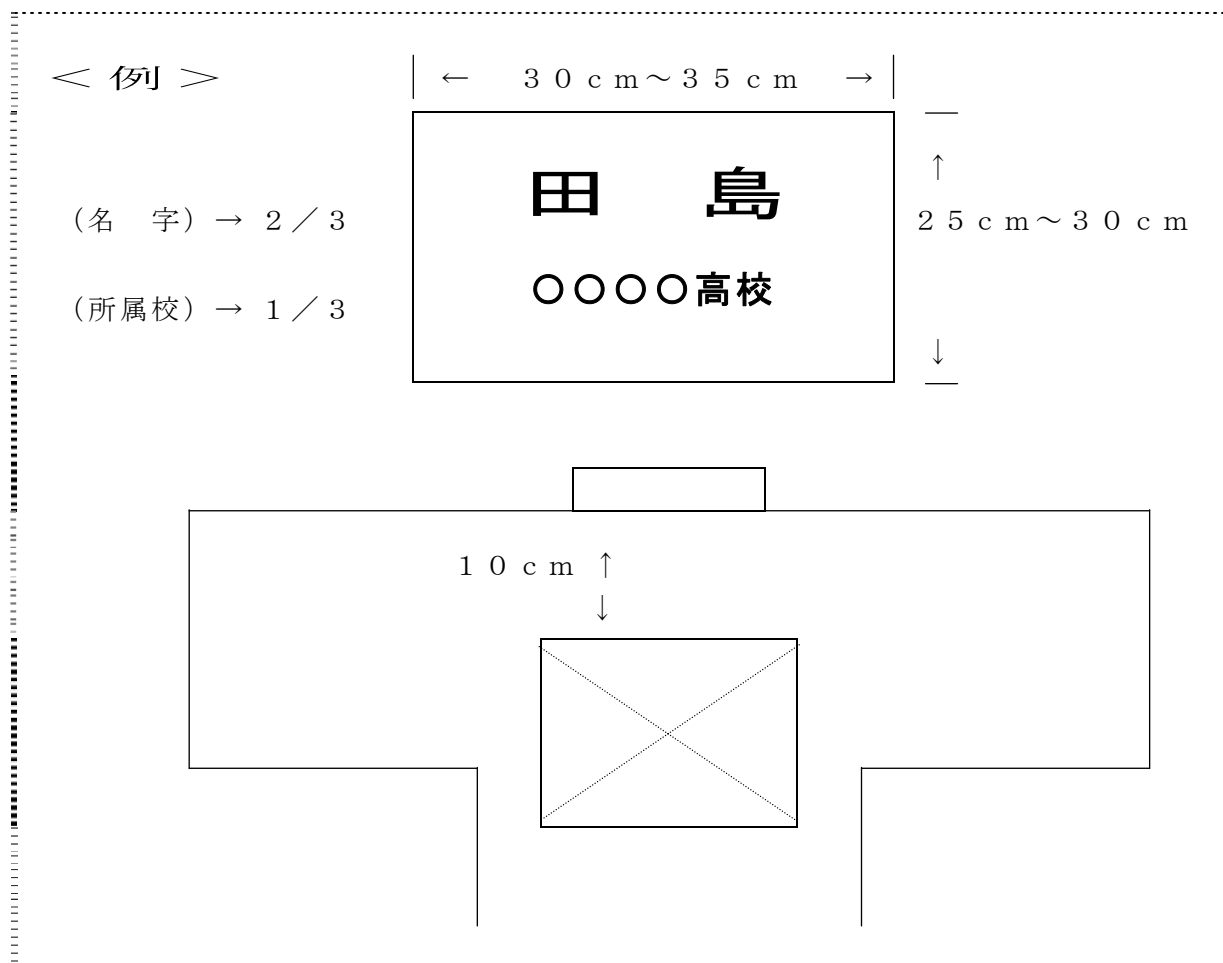 ＜ 例 ＞
← ３０ｃｍ～３５ｃｍ →
田 島
↑
（名 字）→ ２／３
２５ｃｍ～３０ｃｍ
○○○○高校
（所属校）→ １／３
↓
１０ｃｍ ↑
↓